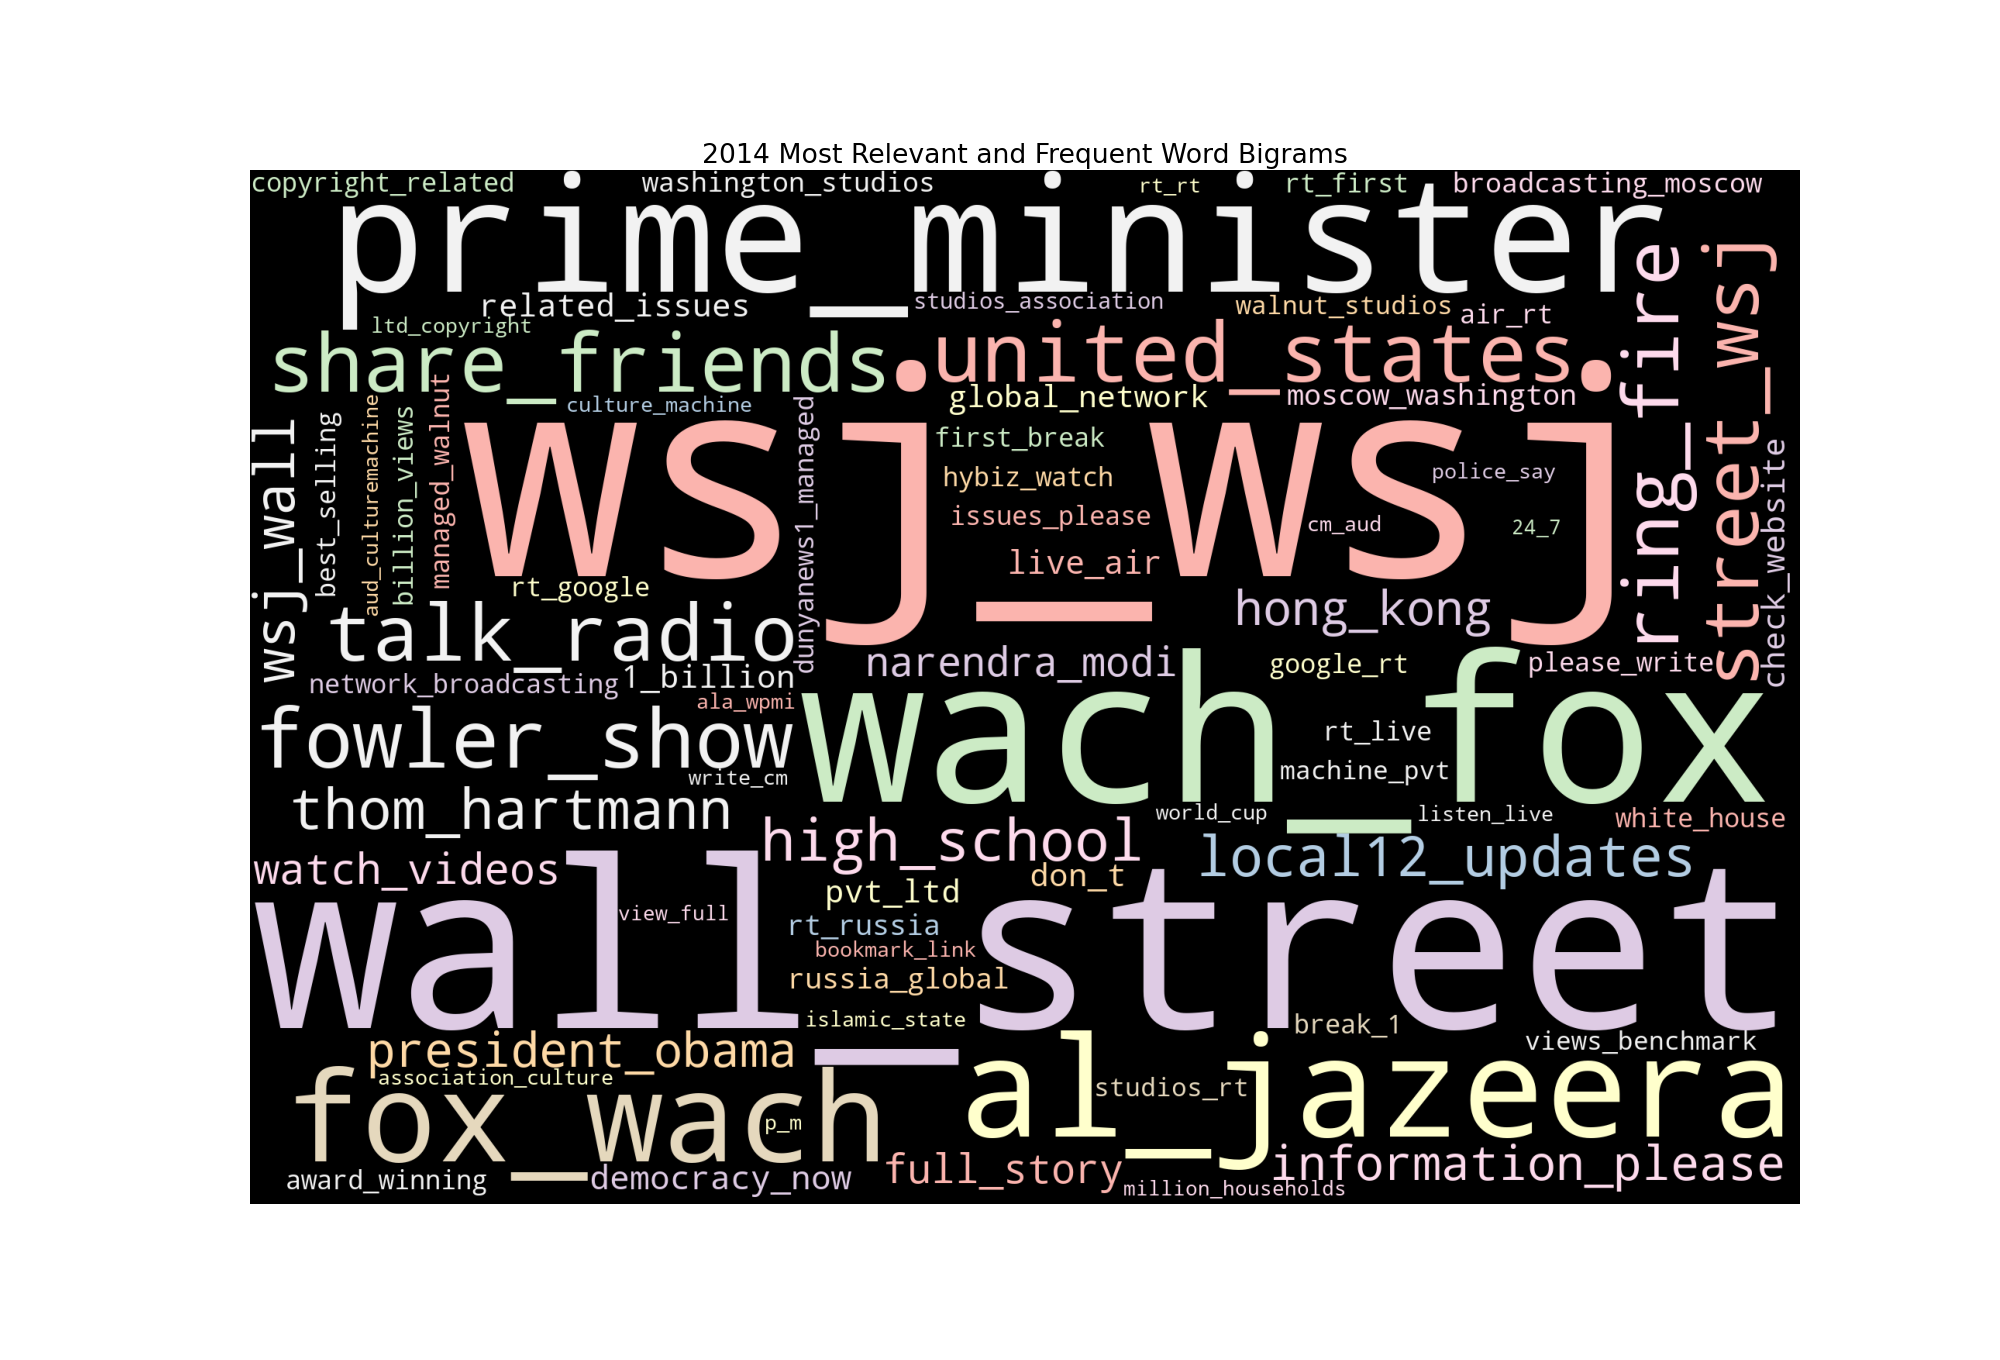 2014 Most Relevant and Frequent Word Bigrams
copyright_related
washington_studios
rt_rt
rt_first
broadcasting_moscow
prime_minister
related_issues
studios_association
walnut_studios
air_rt
ltd_copyright
share_friends
united_states
ring_fire
street_wsj
culture_machine
global_network
moscow_washington
wsj_wall
best_selling
aud_culturemachine
billion_views
managed_walnut
wsj_wsj
dunyanews1_managed
first_break
hybiz_watch
issues_please
live_air
police_say
cm_aud
24_7
check_website
rt_google
talk_radio
hong_kong
narendra_modi
google_rt
please_write
network_broadcasting
1_billion
ala_wpmi
wach_fox
fowler_show
rt_live
machine_pvt
write_cm
thom_hartmann
high_school
world_cup
listen_live
white_house
local12_updates
watch_videos
don_t
pvt_ltd
view_full
wall_street
rt_russia
bookmark_link
russia_global
islamic_state
break_1
views_benchmark
president_obama
association_culture
al_jazeera
fox_wach
studios_rt
p_m
award_winning
democracy_now
full_story
information_please
million_households